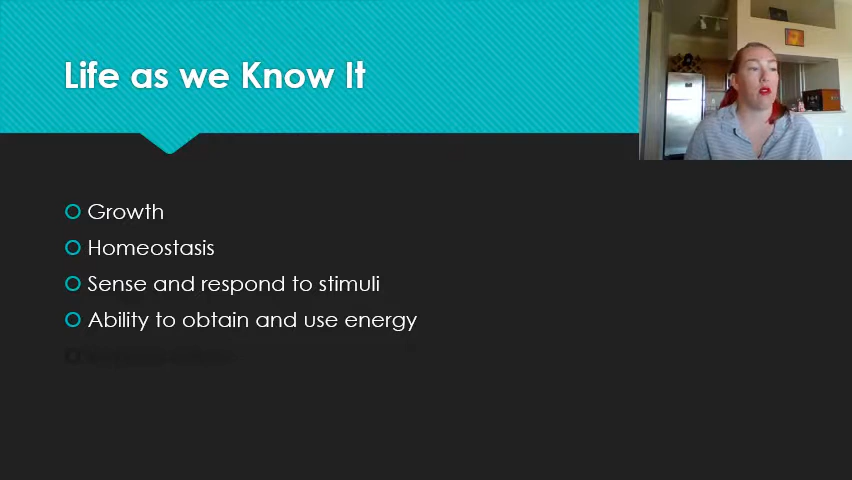 Life as we Know It
Growth
Homeostasis
Sense and respond to stimuli
Ability to obtain and use energy